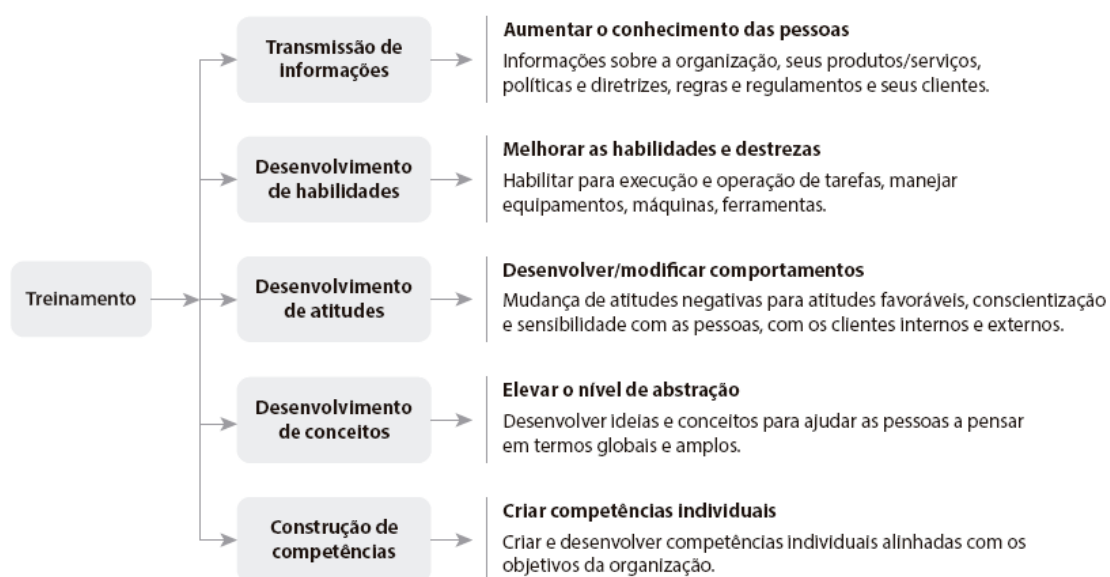 Treinamento
Transmissão de
informações
Aumentar o conhecimento das pessoas
Informações sobre a organização, seus produtos/serviços,
políticas e diretrizes, regras e regulamentos e seus clientes.
Desenvolvimento
de habilidades
Melhorar as habilidades e destrezas
Habilitar para execução e operação de tarefas, manejar
equipamentos, máquinas, ferramentas.
Desenvolvimento
de atitudes
Desenvolver/modificar comportamentos
Mudança de atitudes negativas para atitudes favoráveis, conscientização
e sensibilidade com as pessoas, com os clientes internos e externos.
Desenvolvimento
de conceitos
Elevar o nível de abstração
Desenvolver ideias e conceitos para ajudar as pessoas a pensar
em termos globais e amplos.
Construção de
competências
Criar competências individuais
Criar e desenvolver competências individuais alinhadas com os
objetivos da organização.